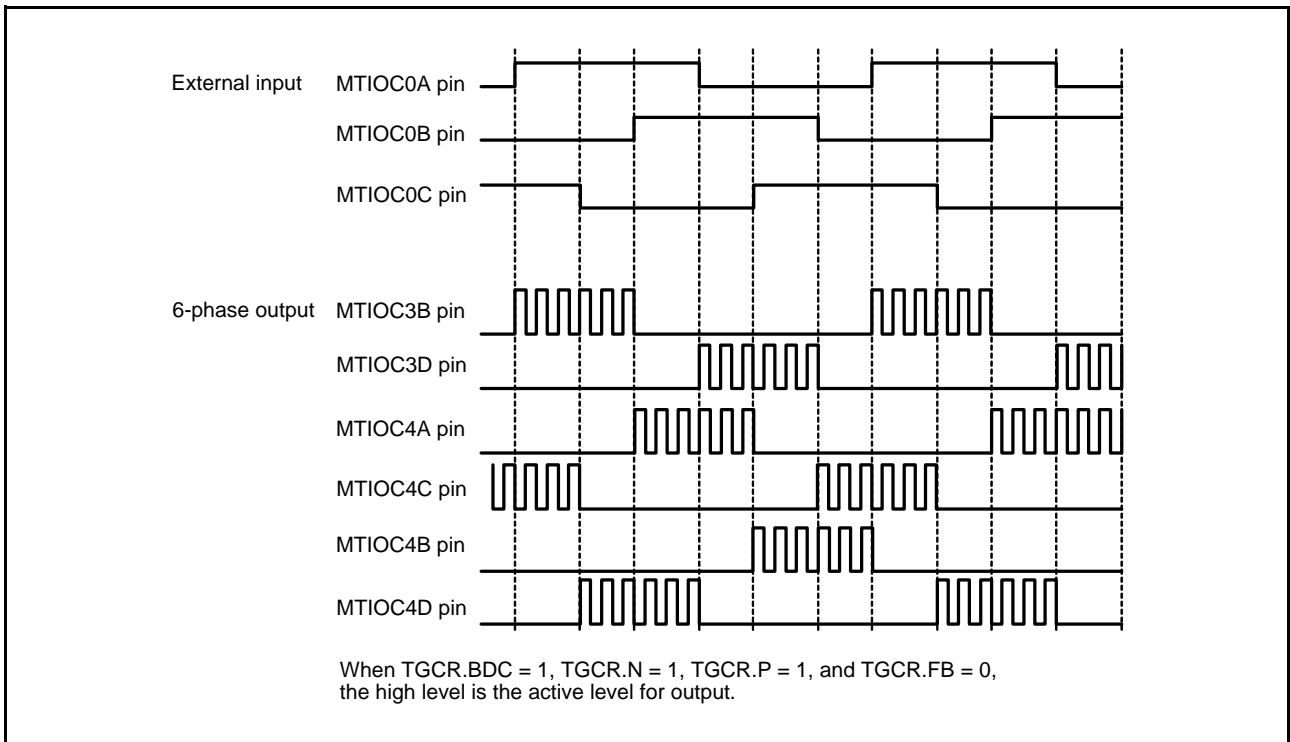 External input MTIOC0A pin
MTIOC0B pin
MTIOC0C pin
6-phase output MTIOC3B pin
MTIOC3D pin
MTIOC4A pin
MTIOC4C pin
MTIOC4B pin
MTIOC4D pin
When TGCR.BDC = 1, TGCR.N = 1, TGCR.P = 1, and TGCR.FB = 0,
the high level is the active level for output.